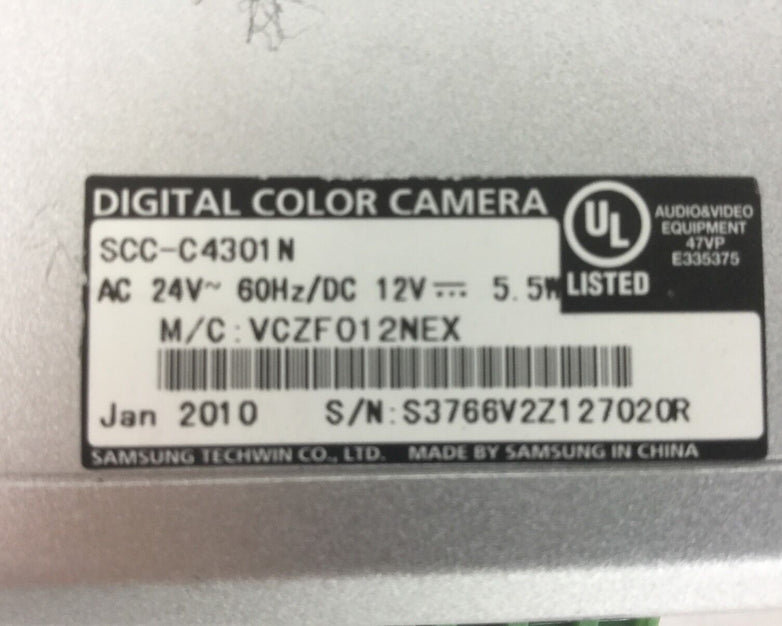 DIGITAL COLOR CAMERA
SCC-C4301N
AC 24V~ 60Hz/DC 12V⎓ 5.5W
M/C:VCZF012NEX
Jan 2010 S/N:S3766V2Z127020R
SAMSUNG TECHWIN CO., LTD. MADE BY SAMSUNG IN CHINA
UL
LISTED
AUDIO&VIDEO
EQUIPMENT
47VP
E335375